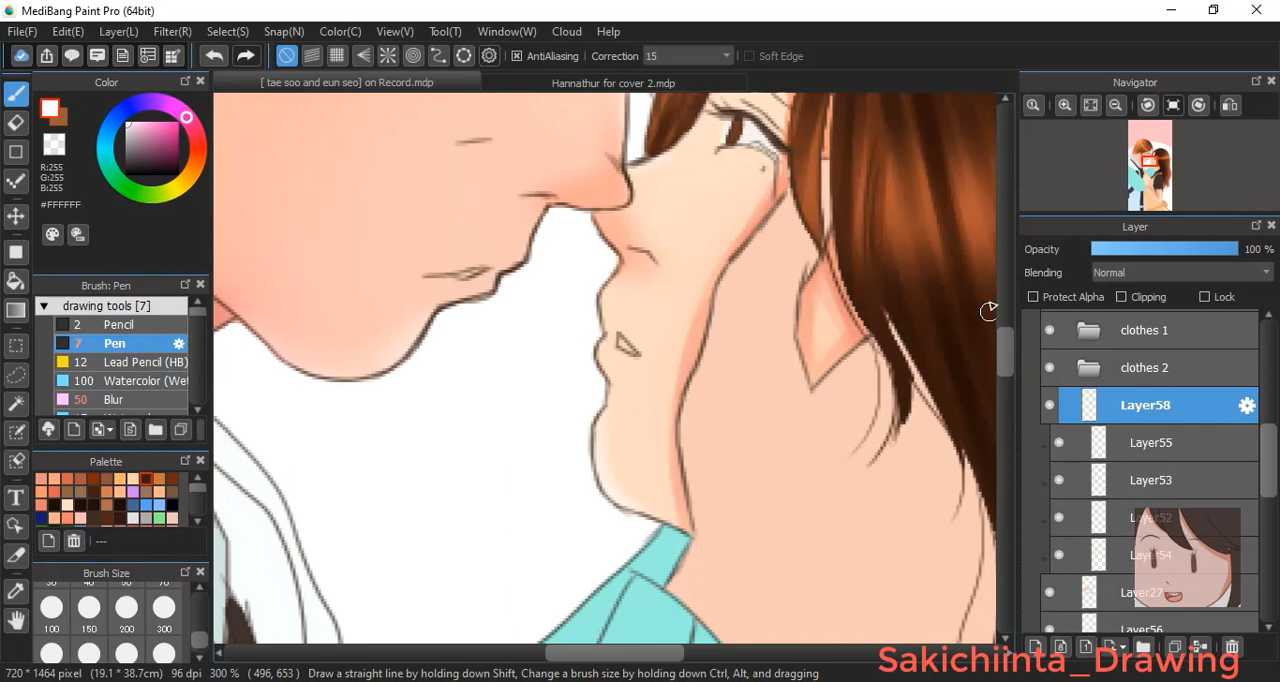 MediBang Paint Pro (64bit)
File(F) Edit(E) Layer(L) Filter(R) Select(S) Snap(N) Color(C) View(V) Tool(T) Window(W) Cloud Help
AntiAliasing Correction 15 Soft Edge
Color
[ tae soo and eun seo] on Record.mdp Hannathur for cover 2.mdp
Navigator
R:255
G:255
B:255
#FFFFFF
Brush: Pen
drawing tools [7]
2 Pencil
7 Pen
12 Lead Pencil (HB)
100 Watercolor (Wet
50 Blur
Palette
---
Brush Size
100 150 200 300
Layer
Opacity 100 %
Blending Normal
Protect Alpha Clipping Lock
clothes 1
clothes 2
Layer58
Layer55
Layer53
Layer52
Layer54
Layer27
Layer56
Sakichiinta_Drawing
720 * 1464 pixel (19.1 * 38.7cm) 96 dpi 300 % ( 496, 653 ) Draw a straight line by holding down Shift, Change a brush size by holding down Ctrl, Alt, and dragging